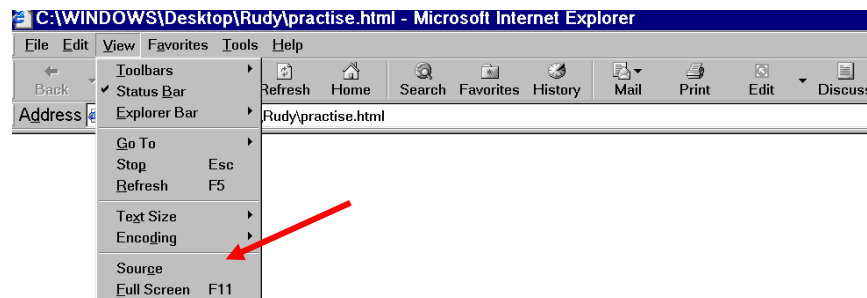 C:\WINDOWS\Desktop\Rudy\practise.html - Microsoft Internet Explorer
File Edit View Favorites Tools Help
Back Refresh Home Search Favorites History Mail Print Edit Discuss
Address \Rudy\practise.html
Toolbars
Status Bar
Explorer Bar
Go To
Stop Esc
Refresh F5
Text Size
Encoding
Source
Full Screen F11